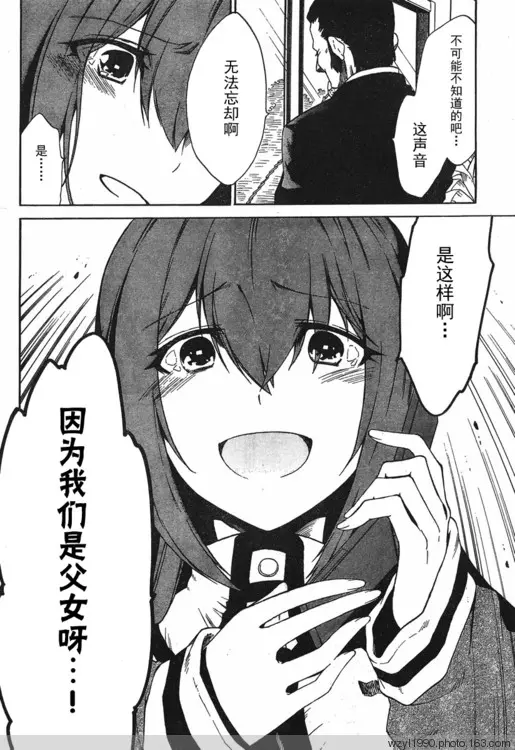 不可能不知道的吧…
这声音
无法忘却啊
是……
是这样啊…
因为我们是父女呀…！
wzyl1990.photo.163.com